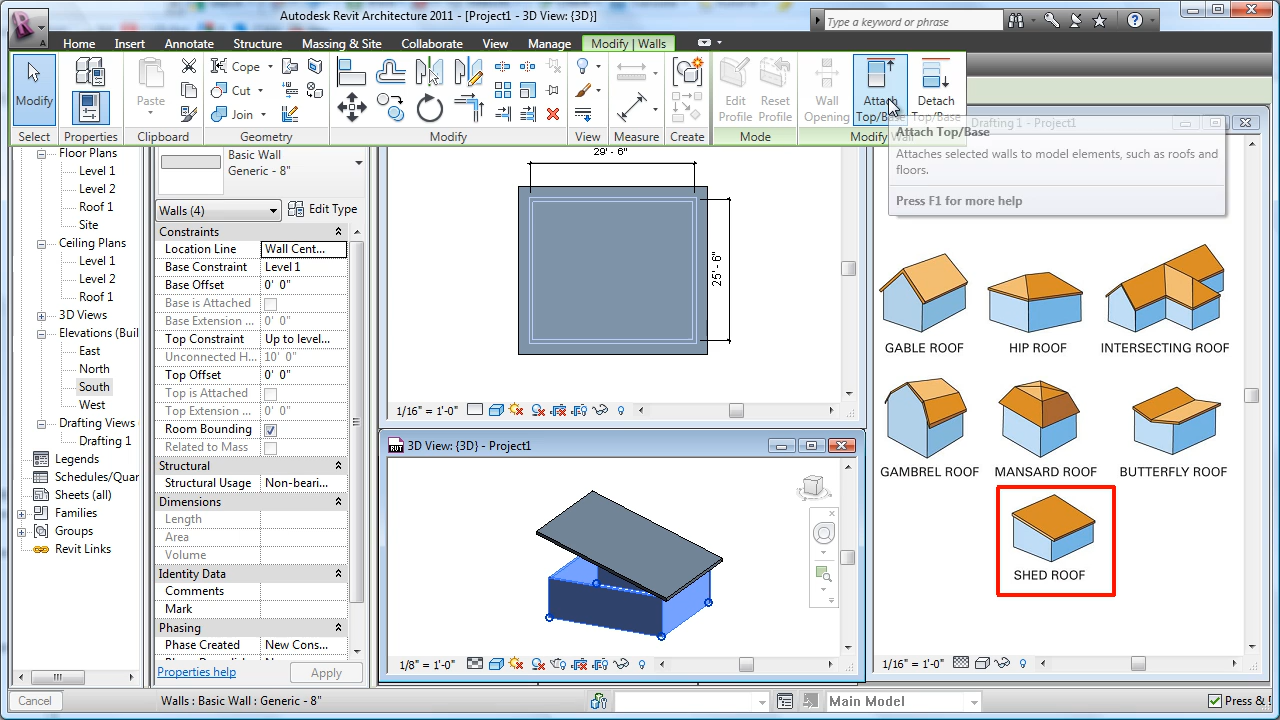 Autodesk Revit Architecture 2011 - [Project1 - 3D View: {3D}]
Type a keyword or phrase
Home Insert Annotate Structure Massing & Site Collaborate View Manage Modify | Walls
Modify
Paste
Cope
Cut
Join
Edit Profile
Reset Profile
Wall Opening
Attach Top/Base
Detach Top/Base
Select Properties Clipboard Geometry Modify View Measure Create Mode Modify Wall
Drafting 1 - Project1
Attach Top/Base
Attaches selected walls to model elements, such as roofs and
floors.
Press F1 for more help
Floor Plans
Level 1
Level 2
Roof 1
Site
Ceiling Plans
Level 1
Level 2
Roof 1
3D Views
Elevations (Buil
East
North
South
West
Drafting Views
Drafting 1
Legends
Schedules/Quar
Sheets (all)
Families
Groups
Revit Links
Basic Wall
Generic - 8"
Walls (4)
Edit Type
Constraints
Location Line Wall Cent...
Base Constraint Level 1
Base Offset 0' 0"
Base is Attached
Base Extension ... 0' 0"
Top Constraint Up to level...
Unconnected H... 10' 0"
Top Offset 0' 0"
Top is Attached
Top Extension ... 0' 0"
Room Bounding
Related to Mass
Structural
Structural Usage Non-beari...
Dimensions
Length
Area
Volume
Identity Data
Comments
Mark
Phasing
Phase Created New Cons...
Properties help
Apply
29' - 6"
25' - 6"
1/16" = 1'-0"
3D View: {3D} - Project1
1/8" = 1'-0"
GABLE ROOF
HIP ROOF
INTERSECTING ROOF
GAMBREL ROOF
MANSARD ROOF
BUTTERFLY ROOF
SHED ROOF
1/16" = 1'-0"
Cancel
Walls : Basic Wall : Generic - 8"
Main Model
Press &